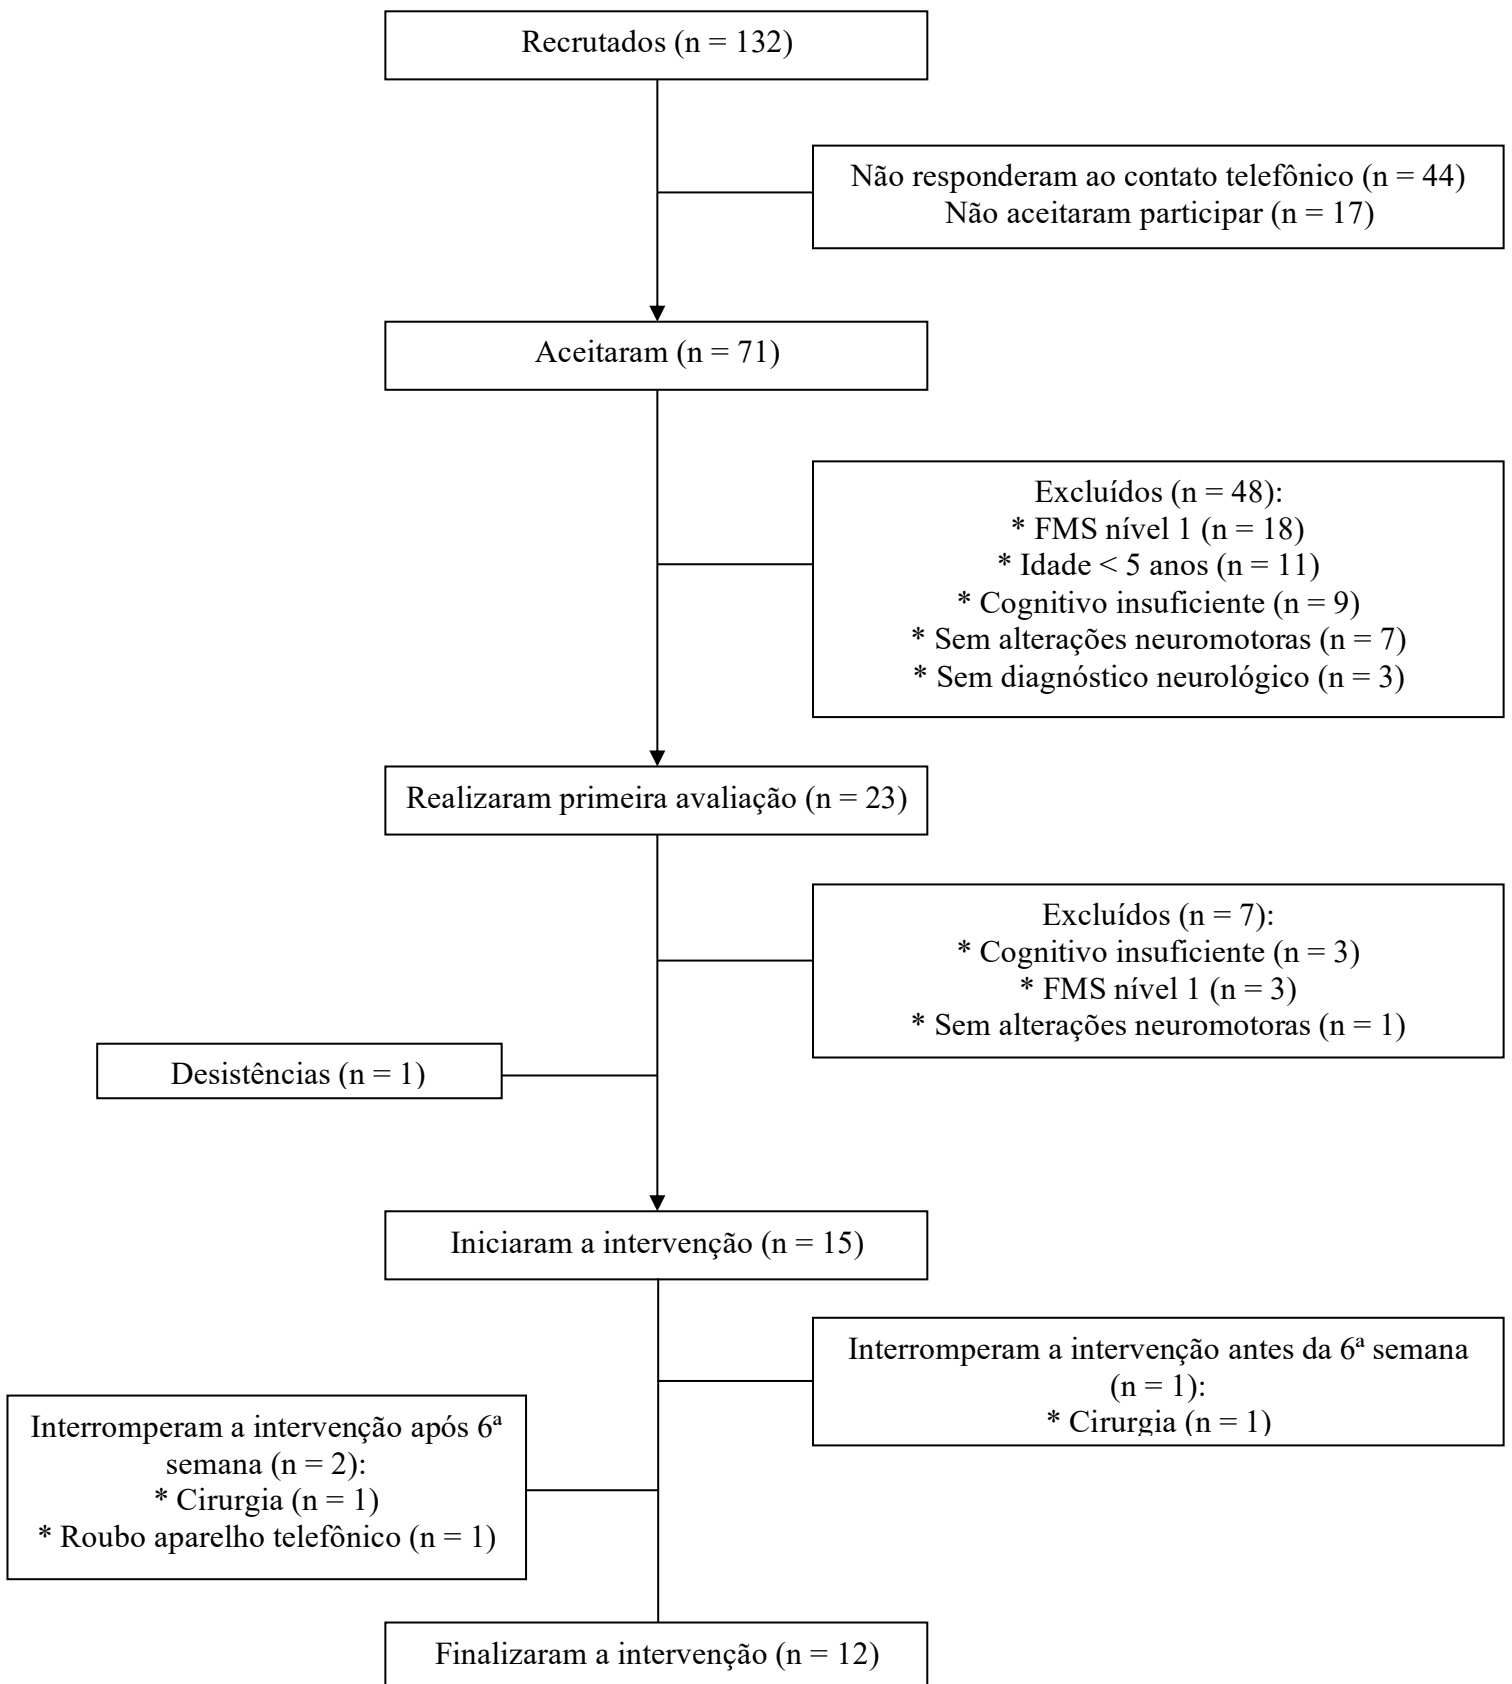 Recrutados (n = 132)
Não responderam ao contato telefônico (n = 44)
Não aceitaram participar (n = 17)
Aceitaram (n = 71)
Excluídos (n = 48):
* FMS nível 1 (n = 18)
* Idade < 5 anos (n = 11)
* Cognitivo insuficiente (n = 9)
* Sem alterações neuromotoras (n = 7)
* Sem diagnóstico neurológico (n = 3)
Realizaram primeira avaliação (n = 23)
Excluídos (n = 7):
* Cognitivo insuficiente (n = 3)
* FMS nível 1 (n = 3)
* Sem alterações neuromotoras (n = 1)
Desistências (n = 1)
Iniciaram a intervenção (n = 15)
Interromperam a intervenção antes da 6ª semana
(n = 1):
* Cirurgia (n = 1)
Interromperam a intervenção após 6ª
semana (n = 2):
* Cirurgia (n = 1)
* Roubo aparelho telefônico (n = 1)
Finalizaram a intervenção (n = 12)